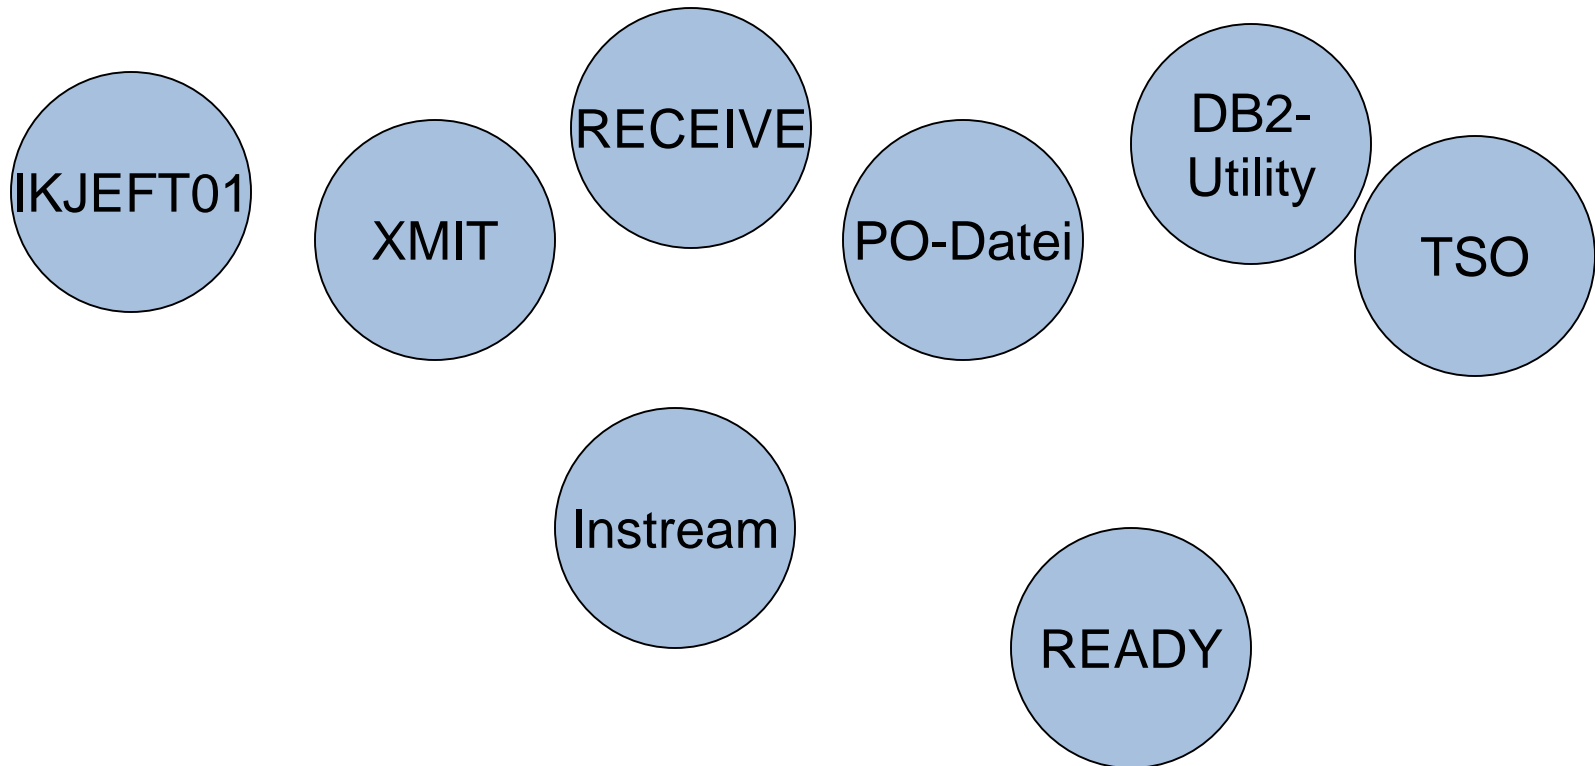 IKJEFT01
XMIT
RECEIVE
PO-Datei
DB2-
Utility
TSO
Instream
READY